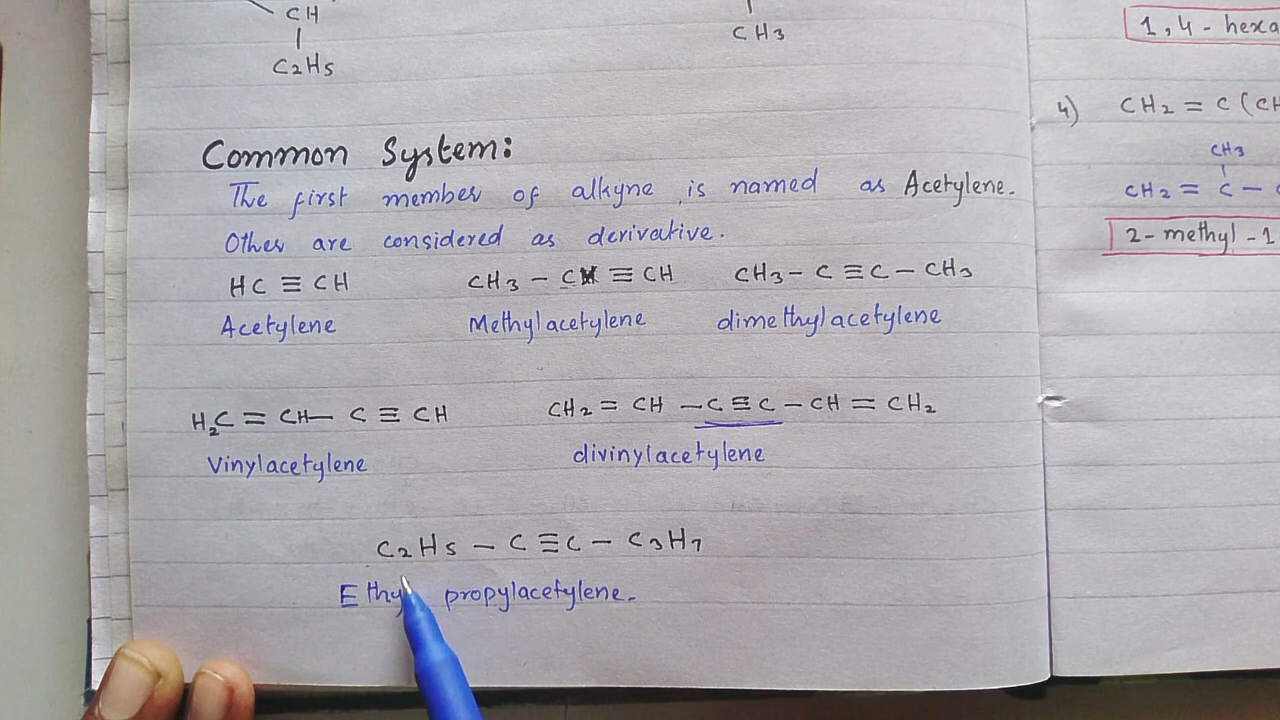 CH
C2H5
CH3
Common System:
The first member of alkyne is named as Acetylene.
Other are considered as derivative.
HC ≡ CH
CH3 – C ≡ CH
CH3 – C ≡ C – CH3
Acetylene
Methylacetylene
dimethylacetylene
H2C = CH – C ≡ CH
CH2 = CH – C ≡ C – CH = CH2
Vinylacetylene
divinylacetylene
C2H5 – C ≡ C – C3H7
Ethyl propylacetylene.
1,4-hexa
4) CH2 = C (CH
CH3
CH2 = C –
2-methyl-1